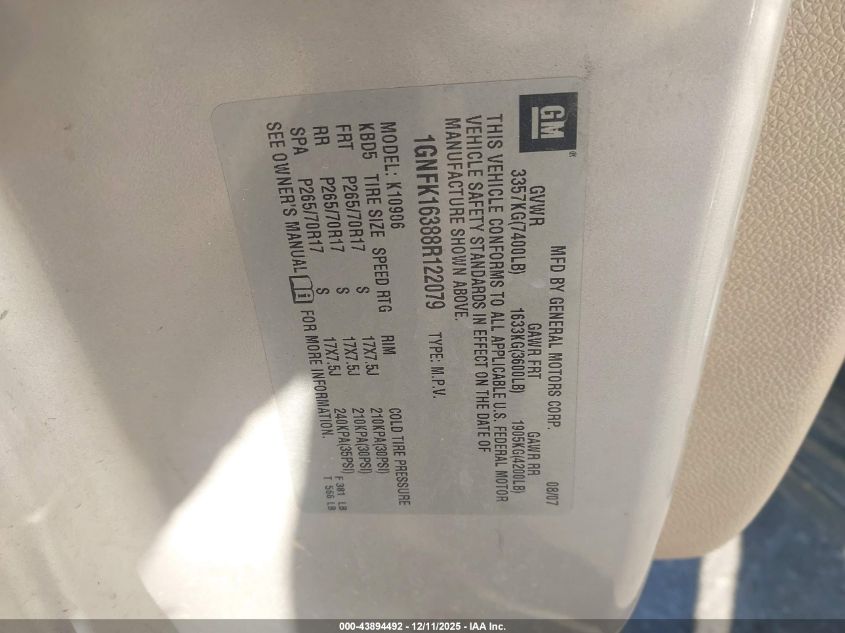 GM
MFD BY GENERAL MOTORS CORP. 08/07
GVWR GAWR FRT GAWR RR
3357KG(7400LB) 1633KG(3600LB) 1905KG(4200LB)
THIS VEHICLE CONFORMS TO ALL APPLICABLE U.S. FEDERAL MOTOR
VEHICLE SAFETY STANDARDS IN EFFECT ON THE DATE OF
MANUFACTURE SHOWN ABOVE.
1GNFK16388R122079 TYPE: M.P.V.
MODEL: K10906
KBD5 TIRE SIZE SPEED RTG RIM COLD TIRE PRESSURE
FRT P265/70R17 S 17X7.5J 210KPA(30PSI)
RR P265/70R17 S 17X7.5J 210KPA(30PSI)
SPA P265/70R17 S 17X7.5J 240KPA(35PSI)
SEE OWNER'S MANUAL i FOR MORE INFORMATION.
F 381 LB
T 566 LB
000-43894492 - 12/11/2025 - IAA Inc.